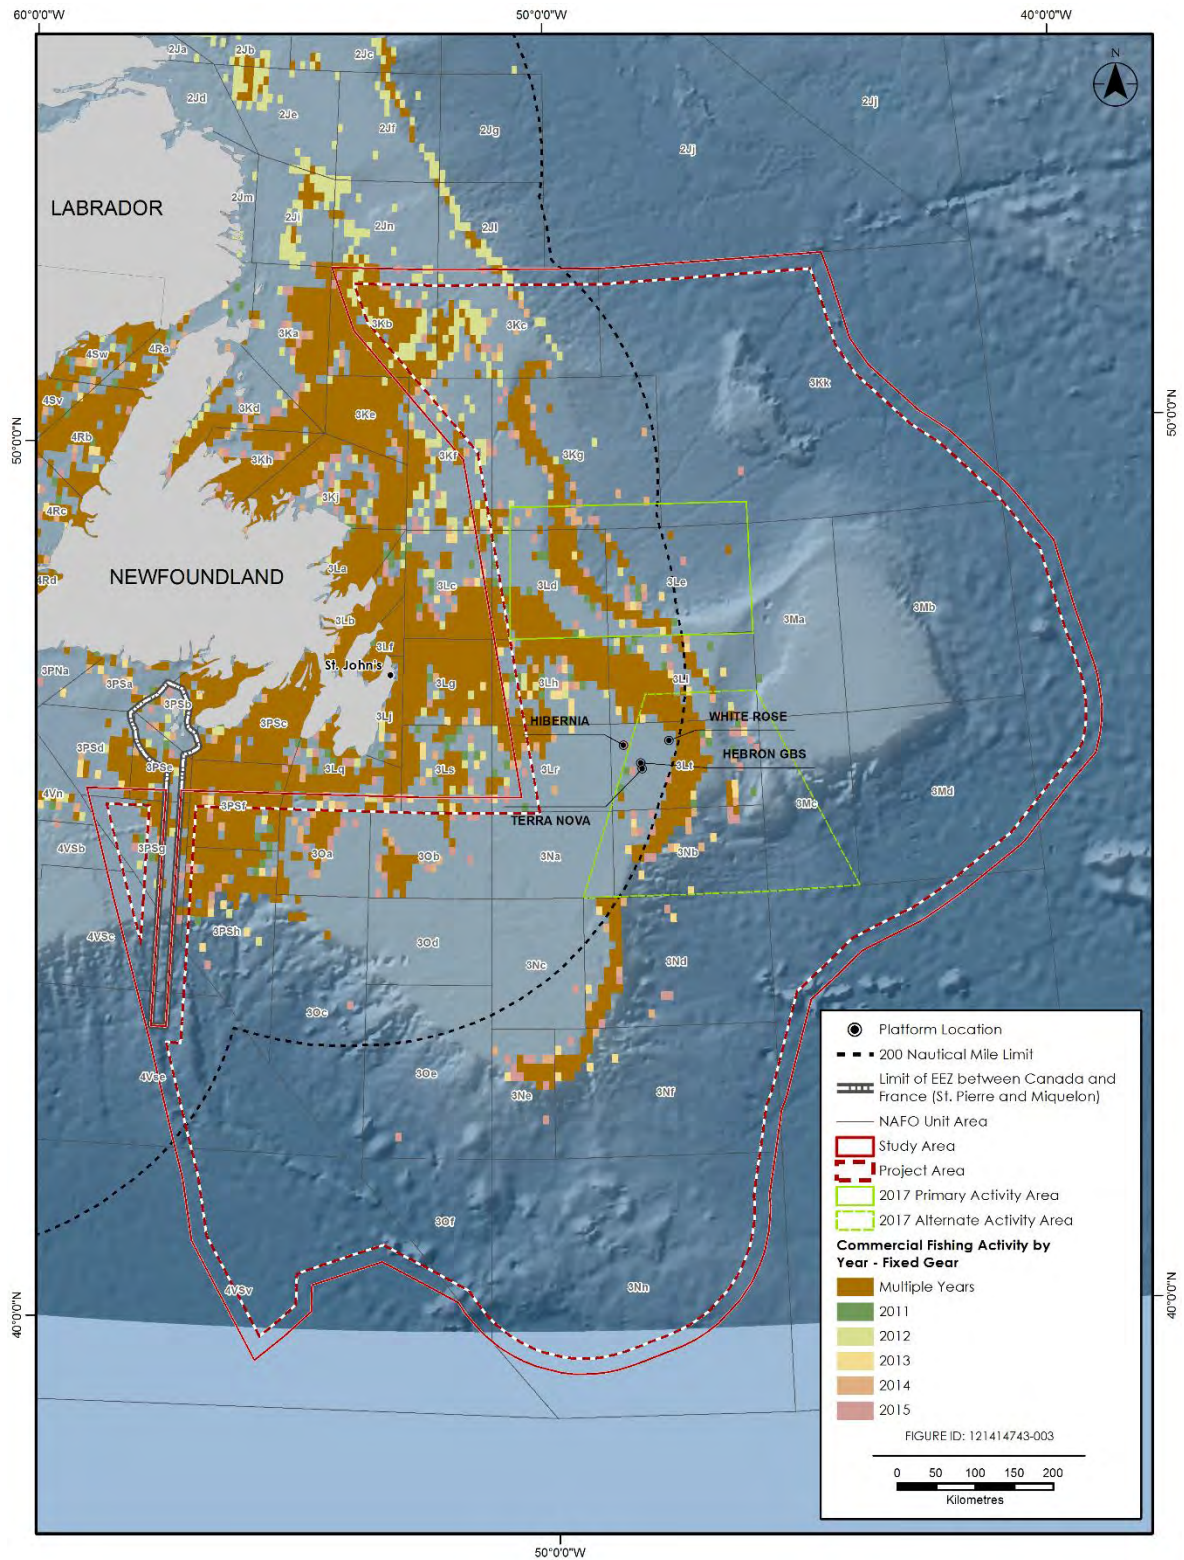 60°0'0"W
50°0'0"W
40°0'0"W
2Ja
2Jb
2Jc
N
2Jd
2Je
2Jf
2Jg
2Jj
2Jj
2Jm
LABRADOR
2Ji
2Jn
2Jl
3Ka
3Kb
3Kc
4Sw
4Ra
3Kk
4Sv
3Kd
3Ke
50°0'0"N
50°0'0"N
4Rb
3Kh
3Kf
3Kg
3Kj
4Rc
NEWFOUNDLAND
3La
3Lc
3Ld
3Le
4Rd
3Lb
3Ma
3Mb
3Lf
St. John's
3PNa
3PSa
3PSb
3Lg
3Lh
3Li
3PSc
3Lj
HIBERNIA
WHITE ROSE
3PSd
HEBRON GBS
3PSe
3Lq
3Ls
3Lr
3Lt
4Vn
3PSf
TERRA NOVA
3Mc
3Md
4VSb
3PSg
3Oa
3Ob
3Na
3Nb
4VSc
3PSh
3Od
3Nc
3Nd
3Oc
4Vse
3Oe
3Ne
3Nf
3Of
4VSv
3Nn
40°0'0"N
40°0'0"N
Platform Location
200 Nautical Mile Limit
Limit of EEZ between Canada and
France (St. Pierre and Miquelon)
NAFO Unit Area
Study Area
Project Area
2017 Primary Activity Area
2017 Alternate Activity Area
Commercial Fishing Activity by
Year - Fixed Gear
Multiple Years
2011
2012
2013
2014
2015
FIGURE ID: 121414743-003
0 50 100 150 200
Kilometres
50°0'0"W